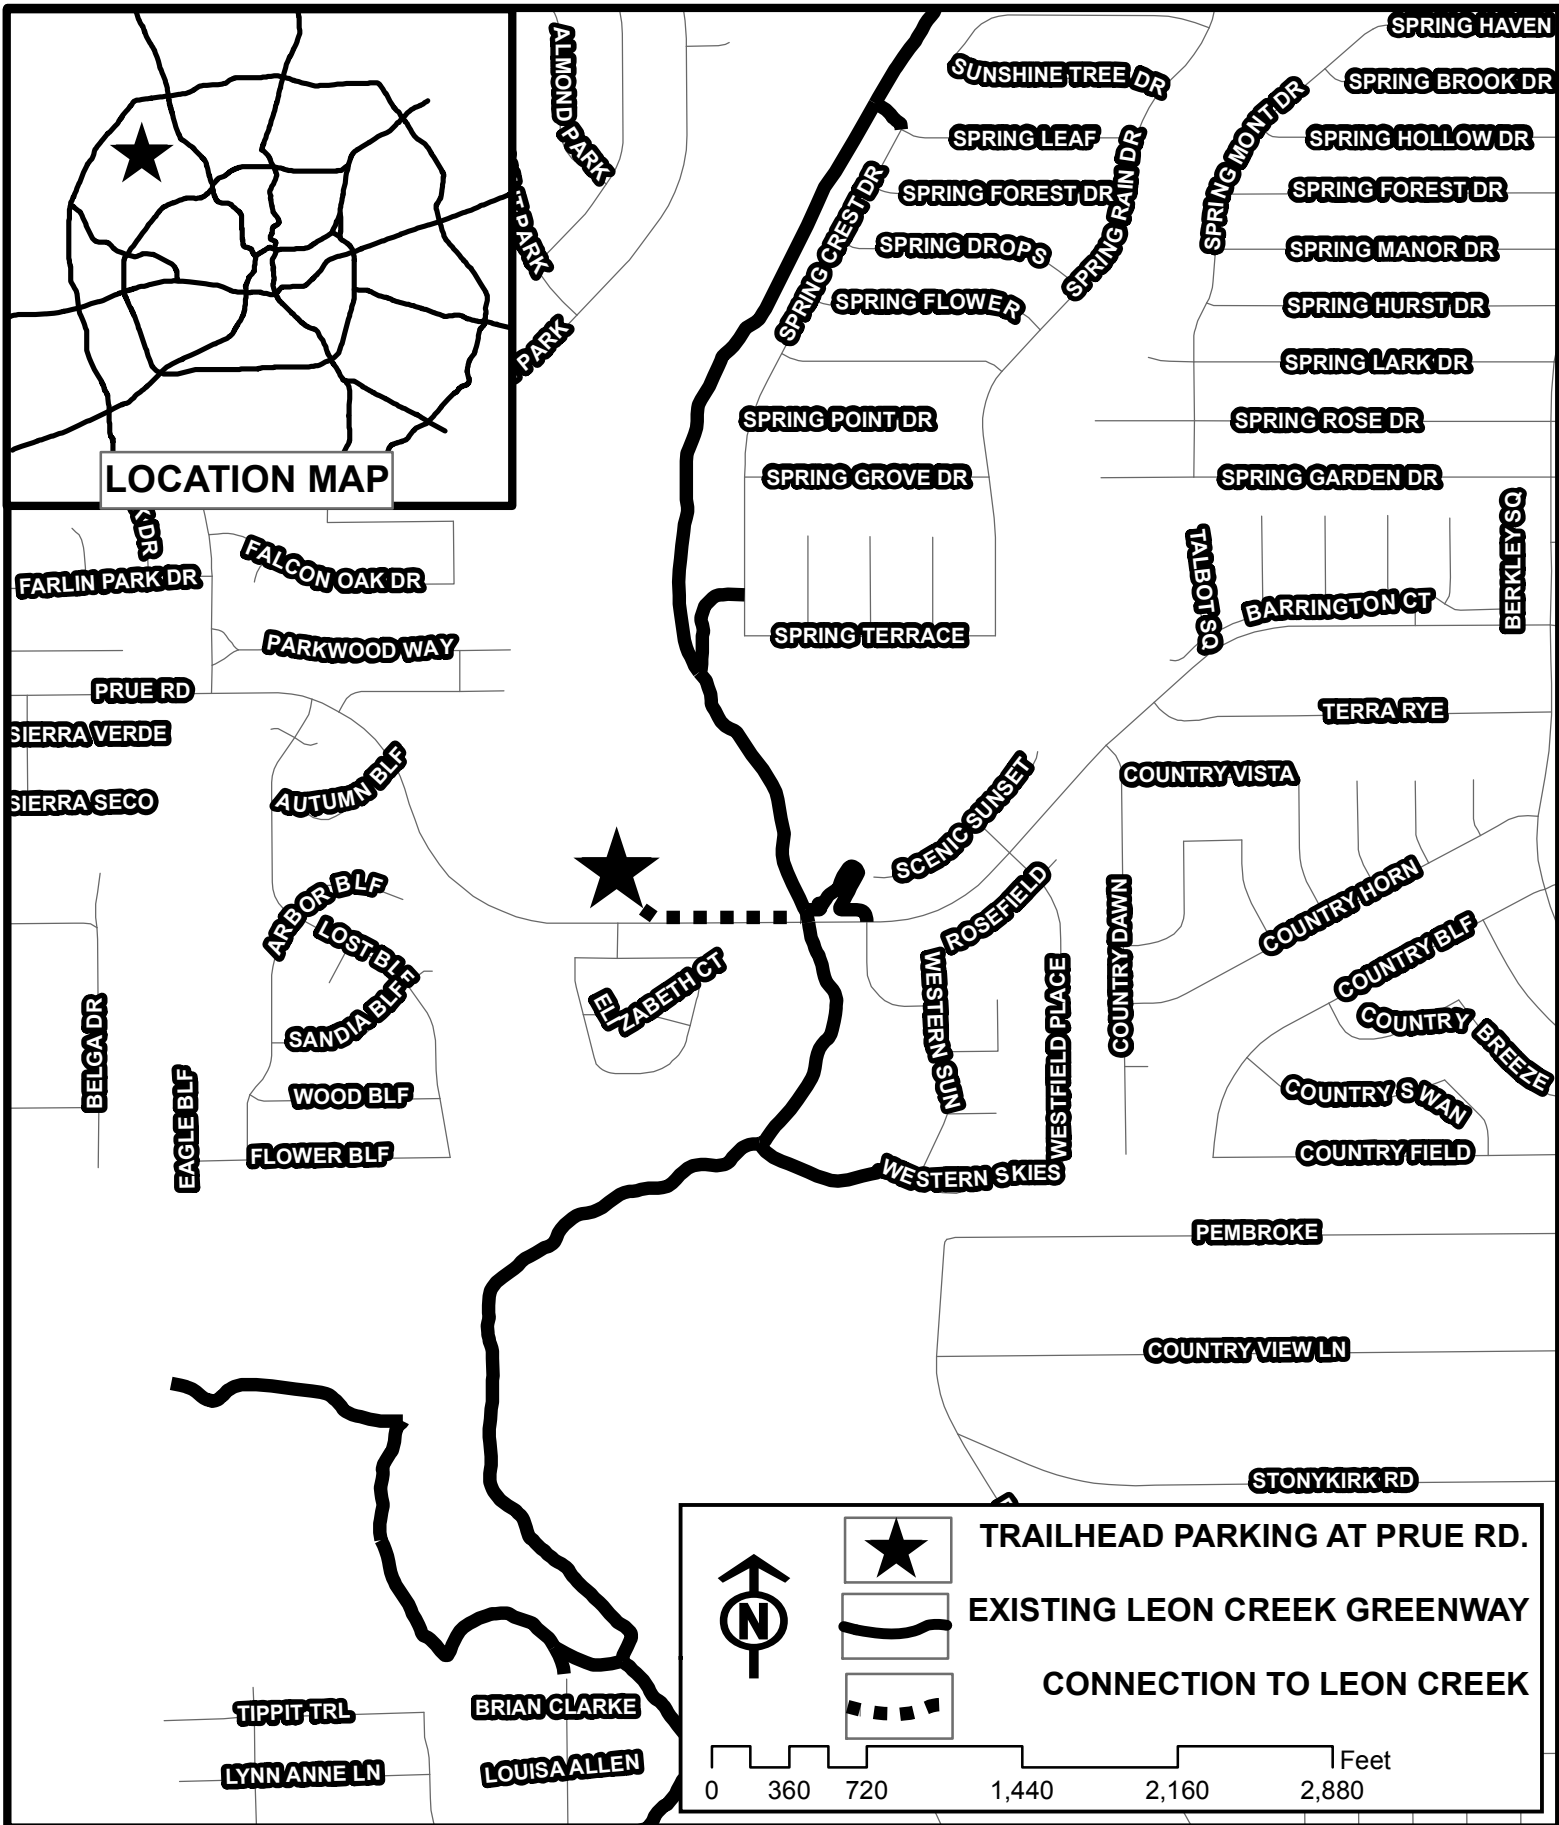 ALMOND PARK
T PARK
PARK
LOCATION MAP
SUNSHINE TREE DR
SPRING LEAF
SPRING FOREST DR
SPRING DROPS
SPRING FLOWER
SPRING CREST DR
SPRING RAIN DR
SPRING MONT DR
SPRING HAVEN
SPRING BROOK DR
SPRING HOLLOW DR
SPRING FOREST DR
SPRING MANOR DR
SPRING HURST DR
SPRING LARK DR
SPRING POINT DR
SPRING ROSE DR
SPRING GROVE DR
SPRING GARDEN DR
K DR
FARLIN PARK DR
FALCON OAK DR
PARKWOOD WAY
PRUE RD
SIERRA VERDE
SIERRA SECO
AUTUMN BLF
SPRING TERRACE
TALBOT SQ
BARRINGTON CT
BERKLEY SQ
TERRA RYE
COUNTRY VISTA
SCENIC SUNSET
ROSEFIELD
ARBOR BLF
LOST BLF
SANDIA BLF
BELGA DR
EAGLE BLF
WOOD BLF
FLOWER BLF
ELIZABETH CT
WESTERN SUN
WESTFIELD PLACE
WESTERN SKIES
COUNTRY DAWN
COUNTRY HORN
COUNTRY BLF
COUNTRY BREEZE
COUNTRY SWAN
COUNTRY FIELD
PEMBROKE
COUNTRY VIEW LN
STONYKIRK RD
TIPPIT TRL
BRIAN CLARKE
LYNN ANNE LN
LOUISA ALLEN
N
TRAILHEAD PARKING AT PRUE RD.
EXISTING LEON CREEK GREENWAY
CONNECTION TO LEON CREEK
Feet
0 360 720 1,440 2,160 2,880